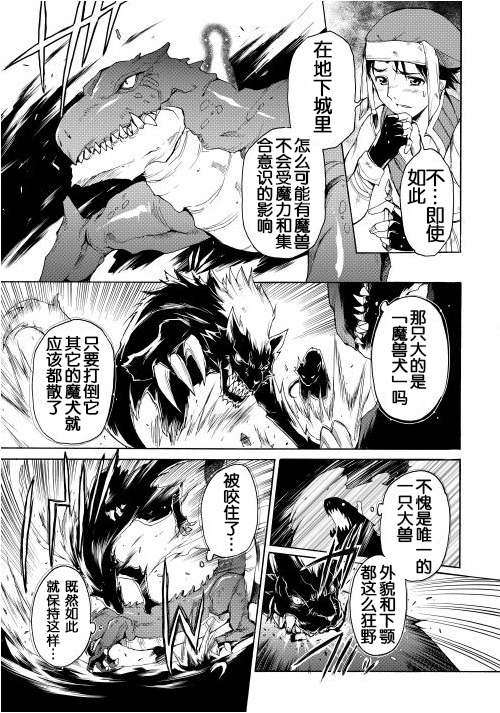 不…即使
如此
在地下城里
怎么可能有魔兽
不会受魔力和集
合意识的影响
那只大的是
「魔兽犬」吗
只要打倒它
其它的魔犬就
应该都散了
不愧是唯一的
一只大兽
外貌和下颚
都这么狂野
被咬住了…
既然如此
就保持这样…